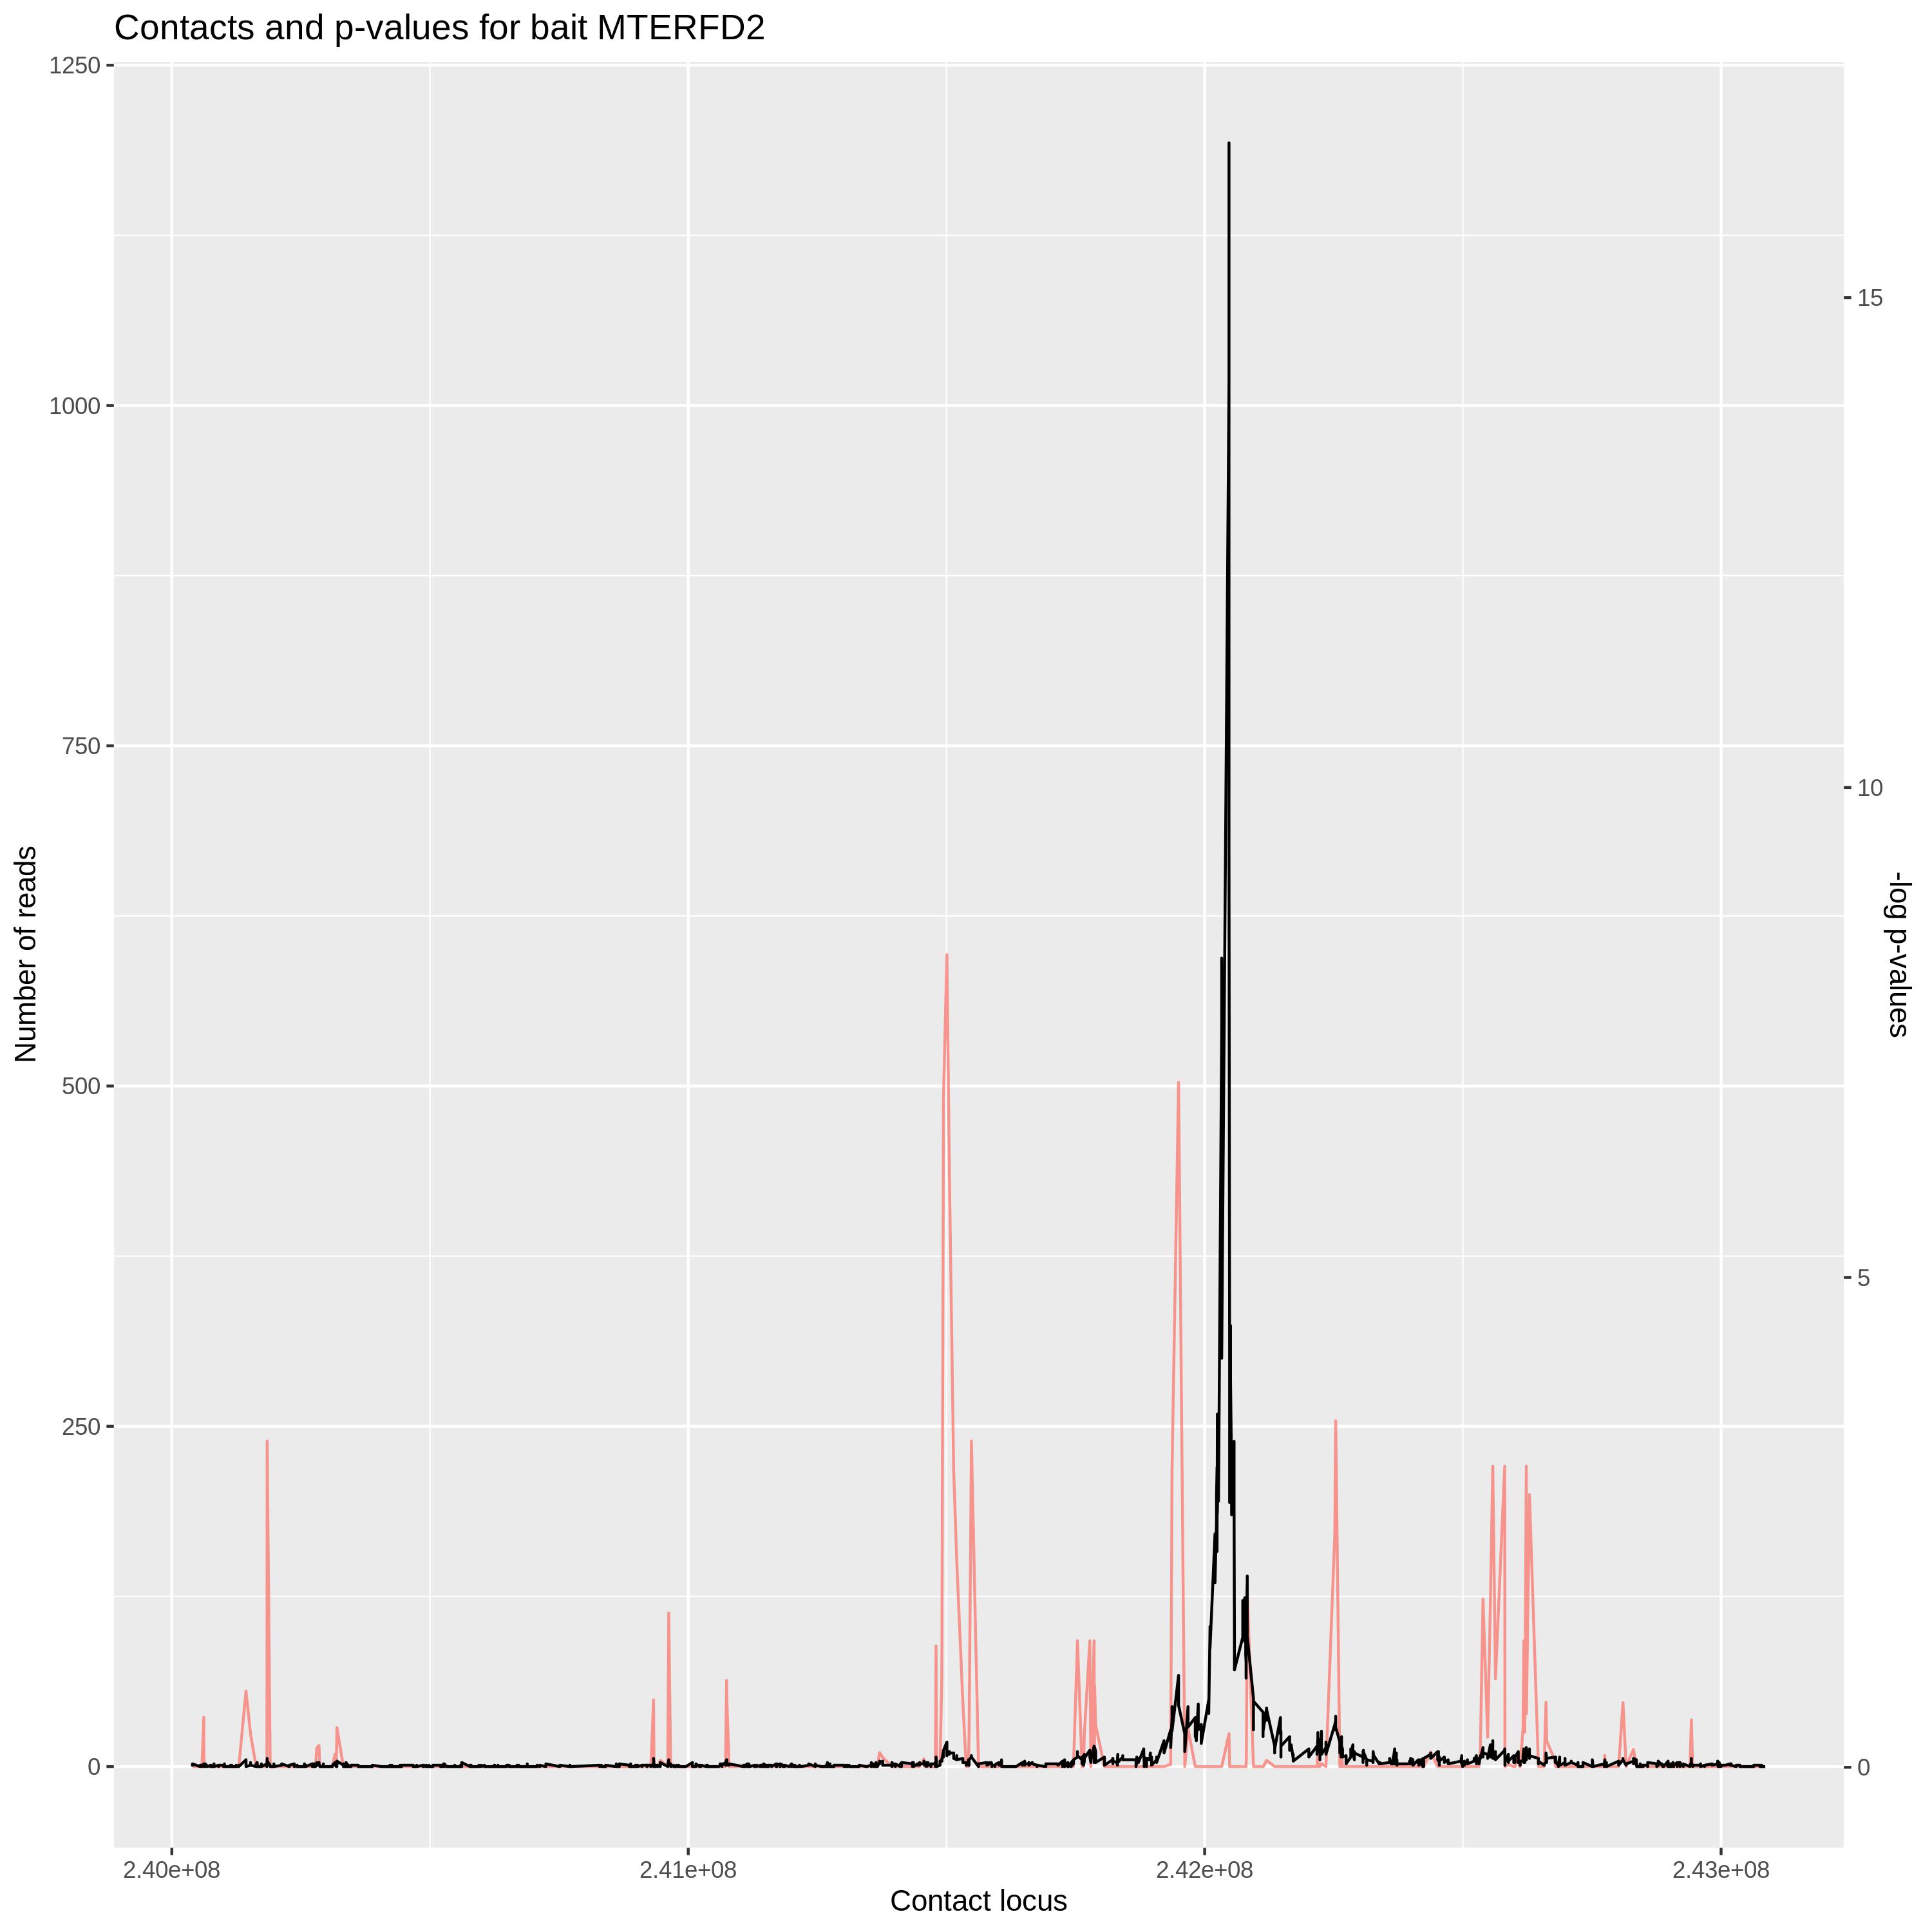 Contacts and p-values for bait MTERFD2
1250
1000
750
500
250
0
Number of reads
15
10
5
0
-log p-values
2.40e+08 2.41e+08 2.42e+08 2.43e+08
Contact locus